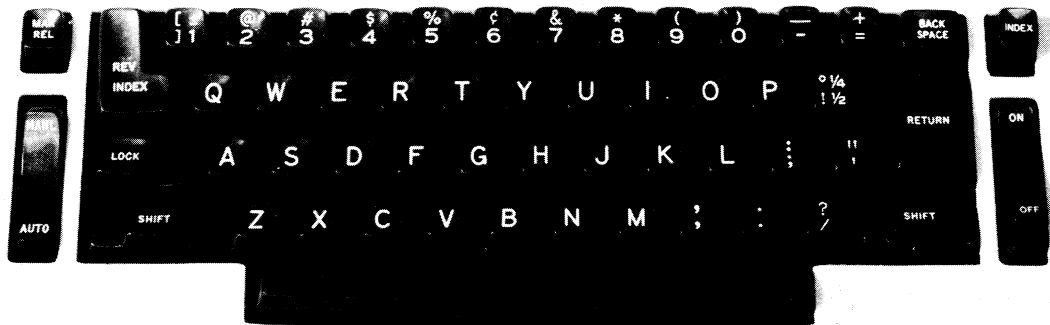 MAR REL [ ] 1 @ 2 # 3 $ 4 % 5 ¢ 6 & 7 * 8 ( 9 ) 0 — - + = BACK SPACE INDEX
REV INDEX Q W E R T Y U I O P ° ¼ ! ½ RETURN ON
LOCK A S D F G H J K L : ; " '
AUTO SHIFT Z X C V B N M , . ? / SHIFT OFF